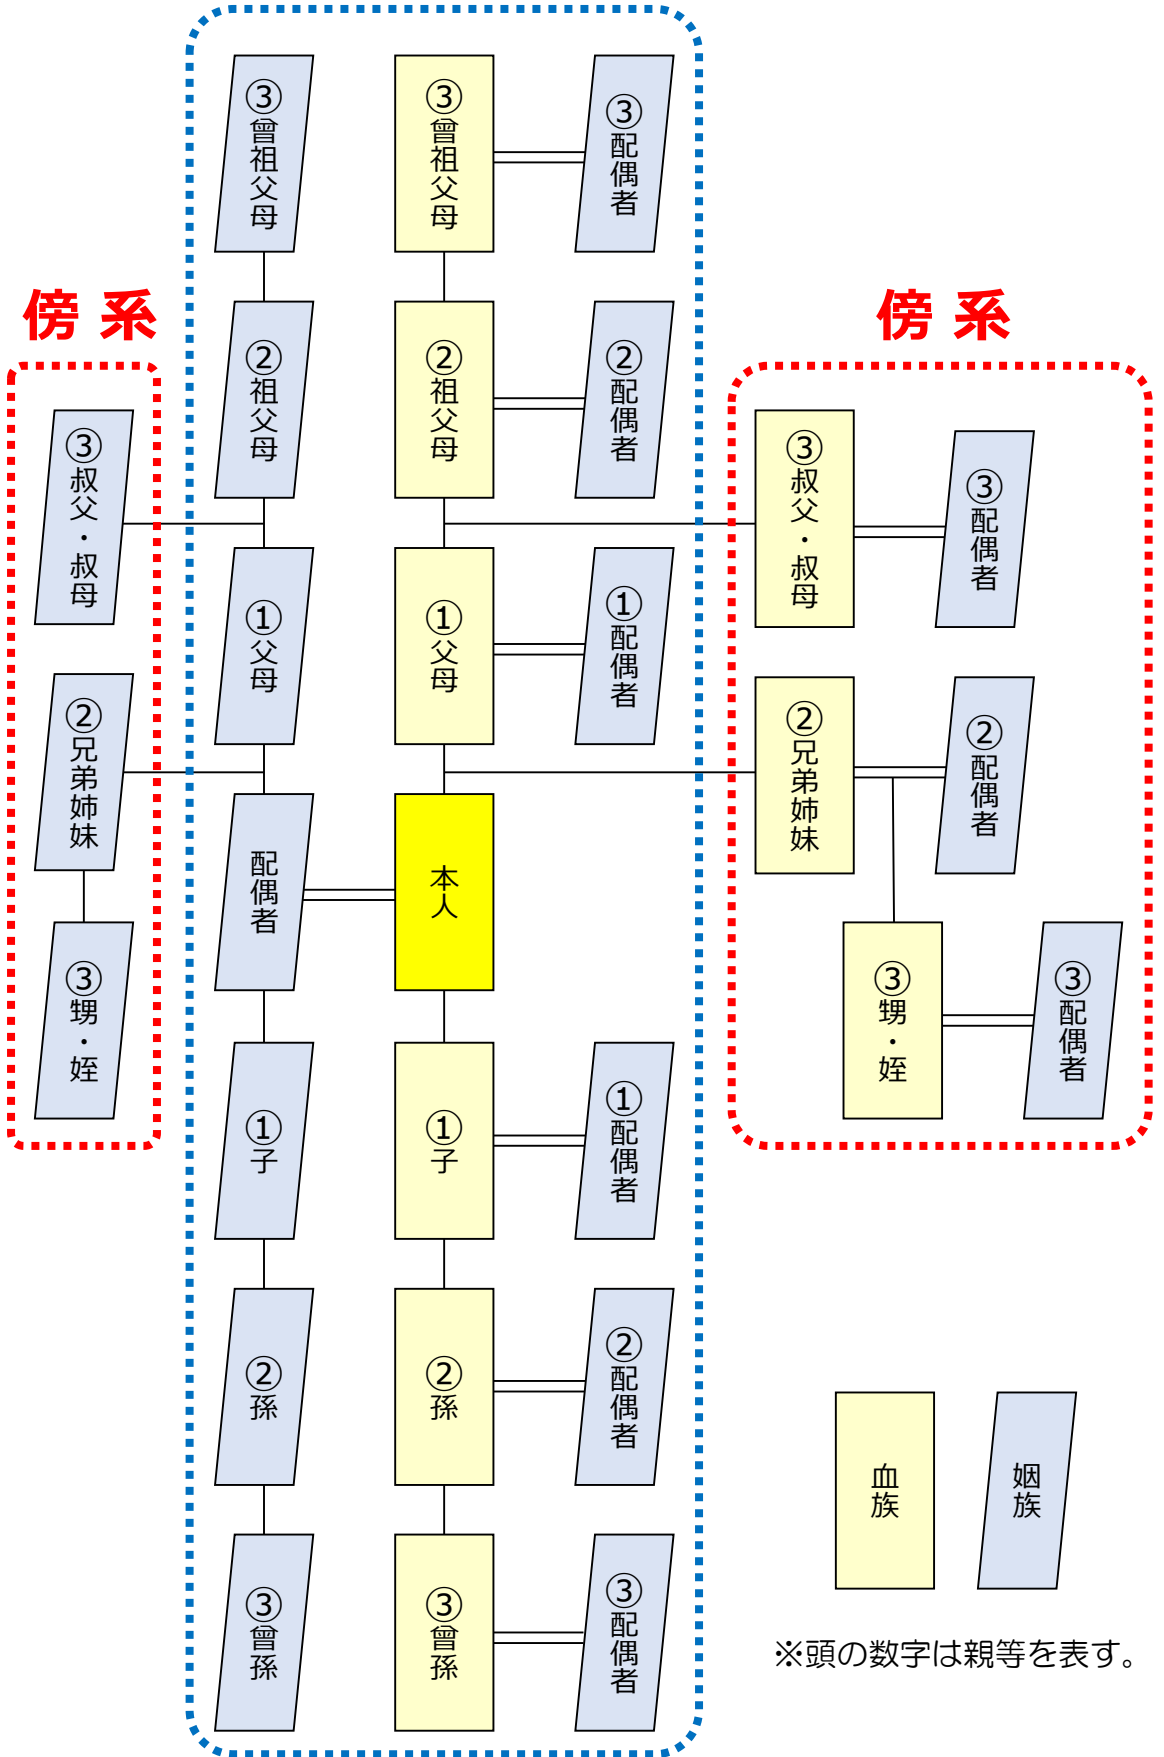 ③曾祖父母
③曾祖父母
③配偶者
傍 系
傍 系
②祖父母
②祖父母
②配偶者
③叔父・叔母
③叔父・叔母
③配偶者
①父母
①父母
①配偶者
②兄弟姉妹
②兄弟姉妹
②配偶者
配偶者
本人
③甥・姪
③甥・姪
③配偶者
①子
①子
①配偶者
②孫
②孫
②配偶者
血族
姻族
③曾孫
③曾孫
③配偶者
※頭の数字は親等を表す。